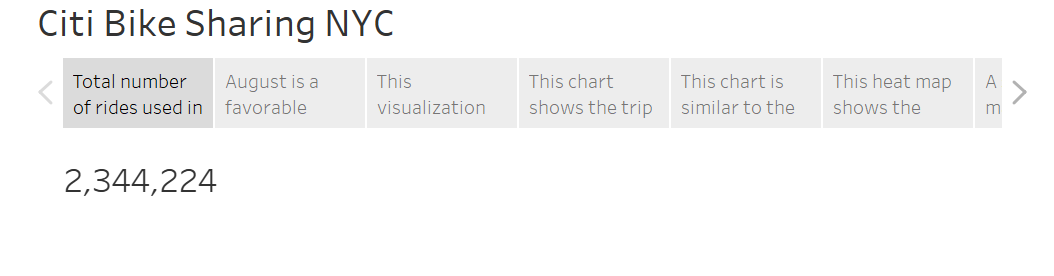 Citi Bike Sharing NYC
Total number
of rides used in
August is a
favorable
This
visualization
This chart
shows the trip
This chart is
similar to the
This heat map
shows the
A
m
2,344,224